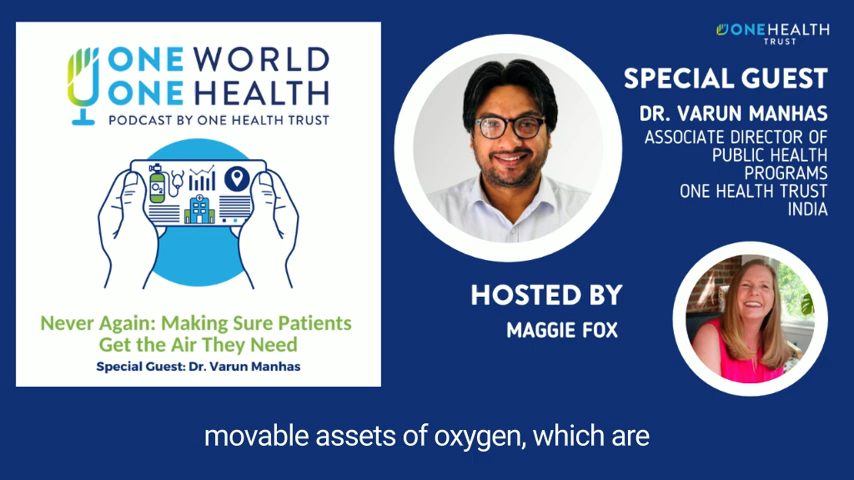 ONE WORLD
ONE HEALTH
PODCAST BY ONE HEALTH TRUST
Never Again: Making Sure Patients
Get the Air They Need
Special Guest: Dr. Varun Manhas
ONEHEALTH
TRUST
SPECIAL GUEST
DR. VARUN MANHAS
ASSOCIATE DIRECTOR OF
PUBLIC HEALTH
PROGRAMS
ONE HEALTH TRUST
INDIA
HOSTED BY
MAGGIE FOX
movable assets of oxygen, which are